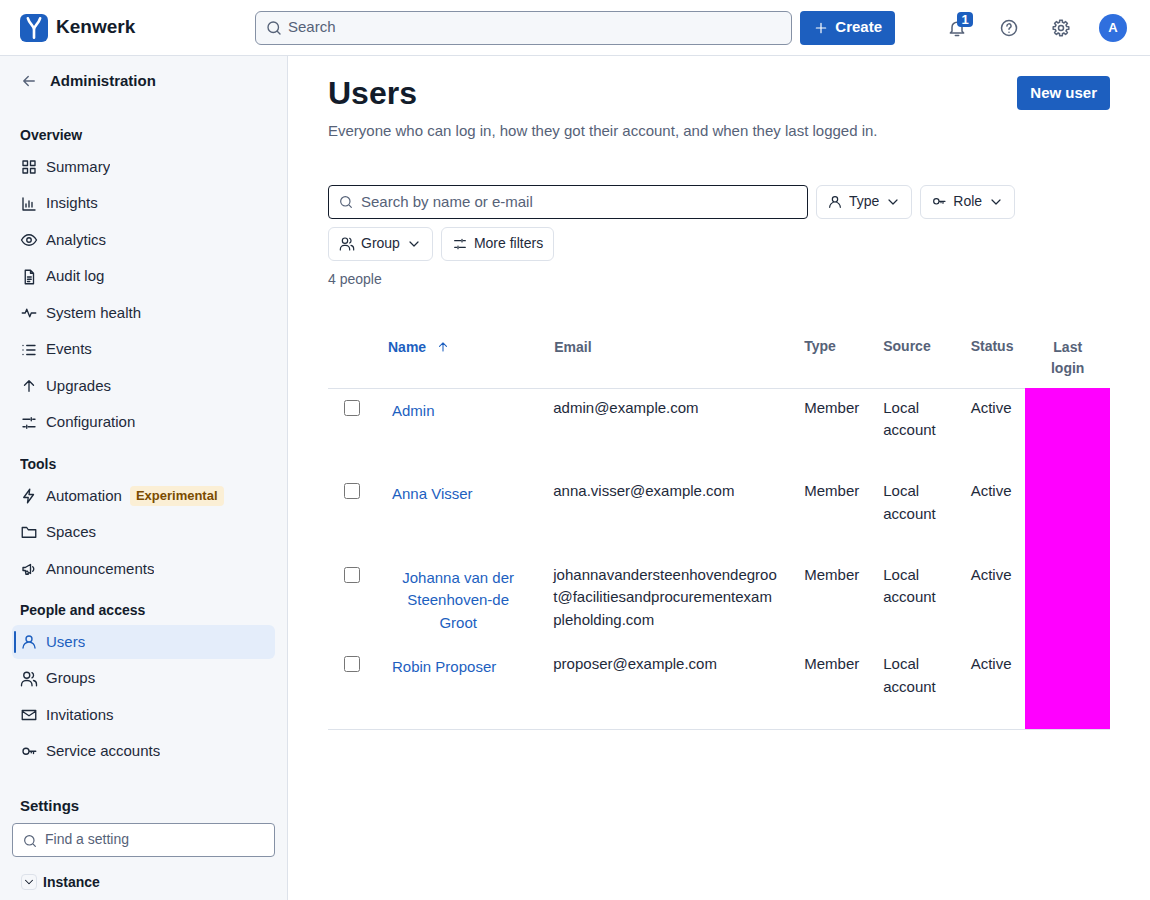 Kenwerk
Search
Create
1
A
Administration
Overview
Summary
Insights
Analytics
Audit log
System health
Events
Upgrades
Configuration
Tools
Automation Experimental
Spaces
Announcements
People and access
Users
Groups
Invitations
Service accounts
Settings
Find a setting
Instance
Users
New user
Everyone who can log in, how they got their account, and when they last logged in.
Search by name or e-mail
Type
Role
Group
More filters
4 people
Name Email Type Source Status Last
login
Admin admin@example.com Member Local Active
account
Anna Visser anna.visser@example.com Member Local Active
account
Johanna van der johannavandersteenhovendegroo Member Local Active
Steenhoven-de t@facilitiesandprocurementexam account
Groot pleholding.com
Robin Proposer proposer@example.com Member Local Active
account